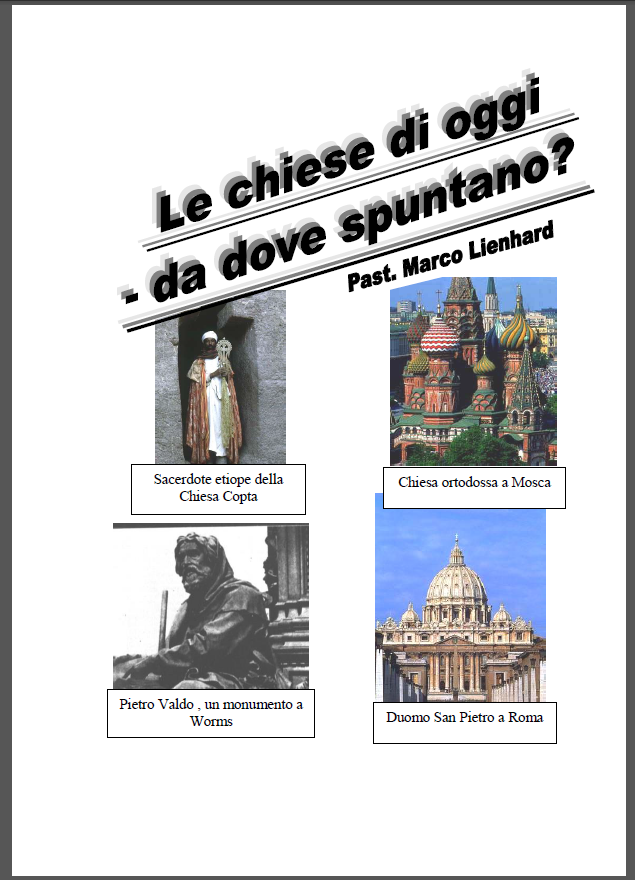 Le chiese di oggi
- da dove spuntano?
Past. Marco Lienhard
Sacerdote etiope della
Chiesa Copta
Chiesa ortodossa a Mosca
Pietro Valdo , un monumento a
Worms
Duomo San Pietro a Roma